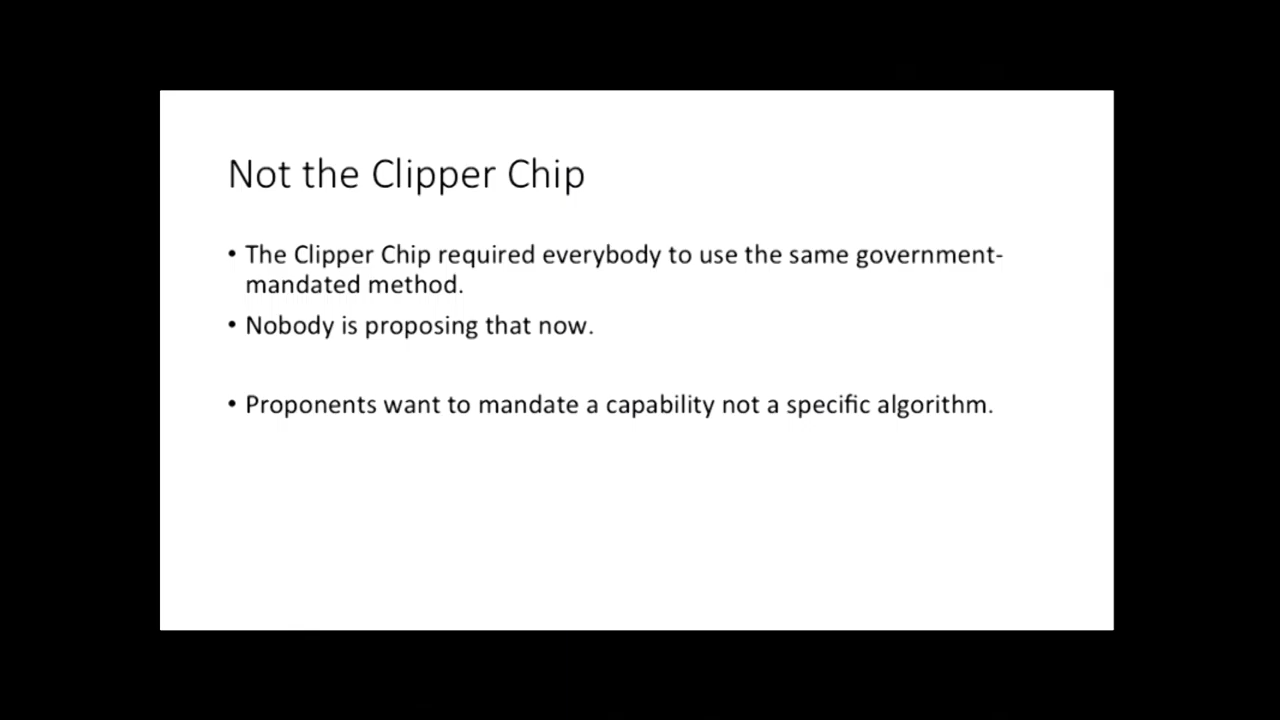 Not the Clipper Chip
• The Clipper Chip required everybody to use the same government-
mandated method.
• Nobody is proposing that now.
• Proponents want to mandate a capability not a specific algorithm.